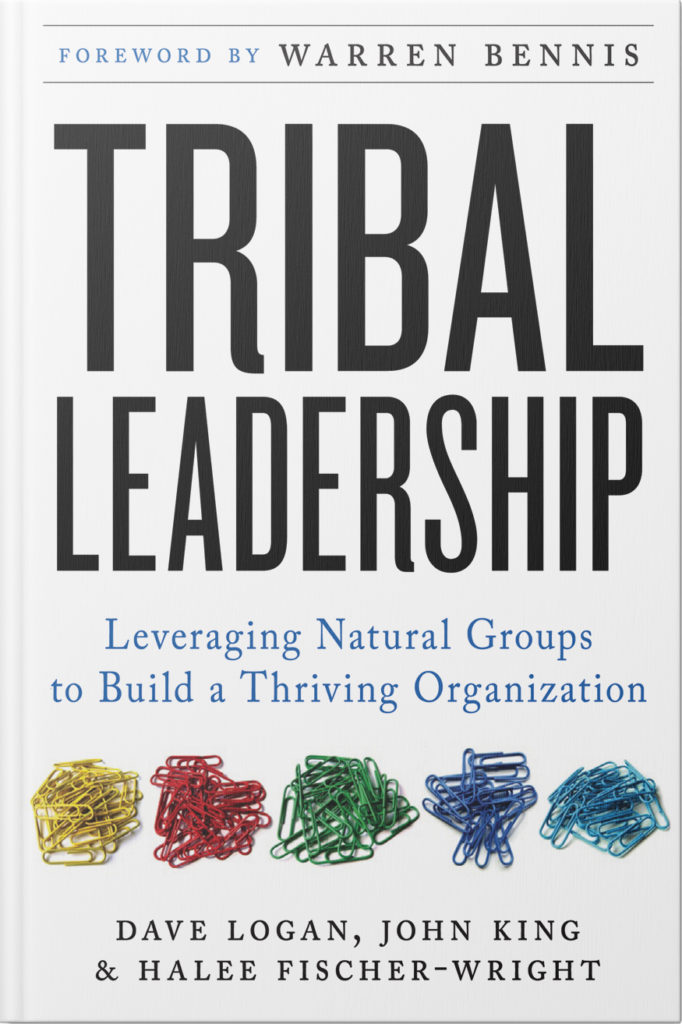 FOREWORD BY WARREN BENNIS
TRIBAL
LEADERSHIP
Leveraging Natural Groups
to Build a Thriving Organization
DAVE LOGAN, JOHN KING
& HALEE FISCHER-WRIGHT